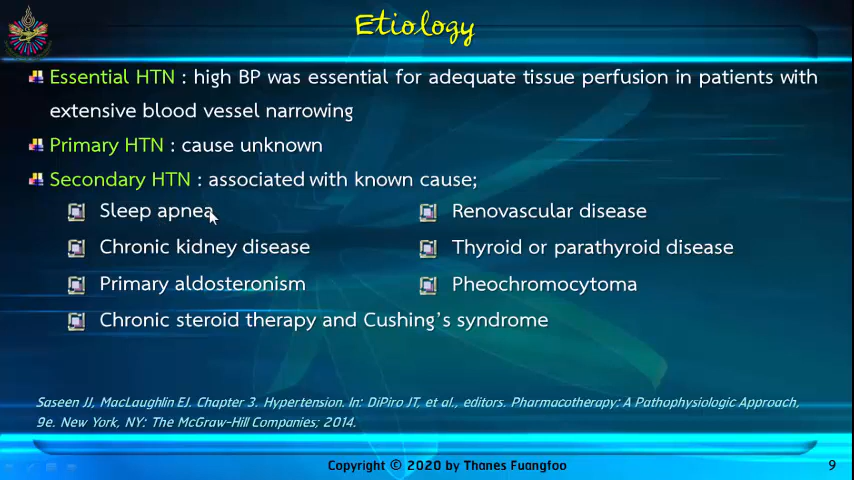 Etiology
Essential HTN : high BP was essential for adequate tissue perfusion in patients with
extensive blood vessel narrowing
Primary HTN : cause unknown
Secondary HTN : associated with known cause;
Sleep apnea
Renovascular disease
Chronic kidney disease
Thyroid or parathyroid disease
Primary aldosteronism
Pheochromocytoma
Chronic steroid therapy and Cushing's syndrome
Saseen JJ, MacLaughlin EJ. Chapter 3. Hypertension. In: DiPiro JT, et al., editors. Pharmacotherapy: A Pathophysiologic Approach,
9e. New York, NY: The McGraw-Hill Companies; 2014.
Copyright © 2020 by Thanes Fuangfoo
9